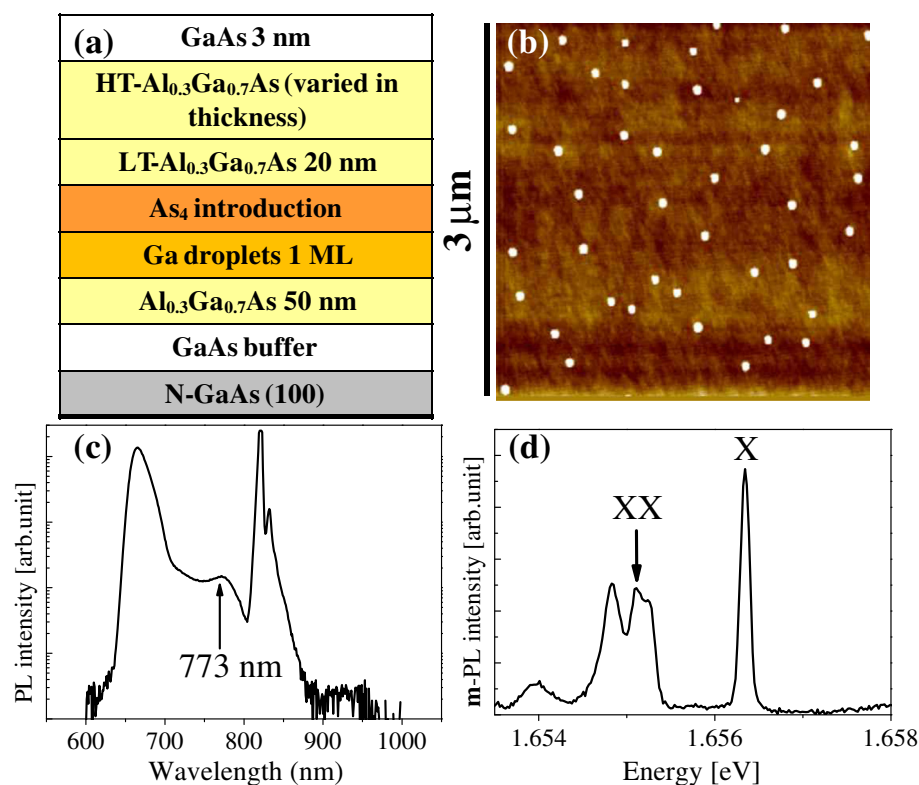 (a)
GaAs 3 nm
HT-Al0.3Ga0.7As (varied in
thickness)
LT-Al0.3Ga0.7As 20 nm
As4 introduction
Ga droplets 1 ML
Al0.3Ga0.7As 50 nm
GaAs buffer
N-GaAs (100)
(b)
3 μm
(c)
PL intensity [arb.unit]
773 nm
600 700 800 900 1000
Wavelength (nm)
(d)
X
XX
m-PL intensity [arb.unit]
1.654 1.656 1.658
Energy [eV]